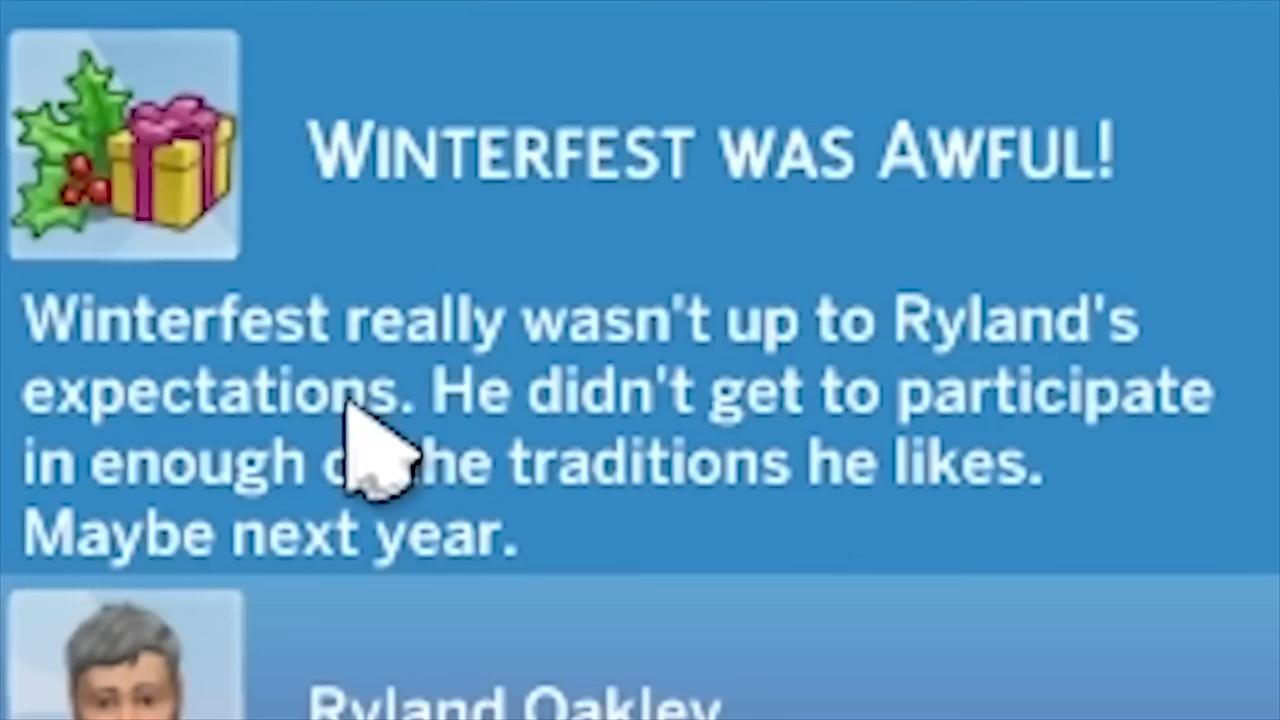 WINTERFEST WAS AWFUL!
Winterfest really wasn't up to Ryland's
expectations. He didn't get to participate
in enough the traditions he likes.
Maybe next year.
Ryland Oakley